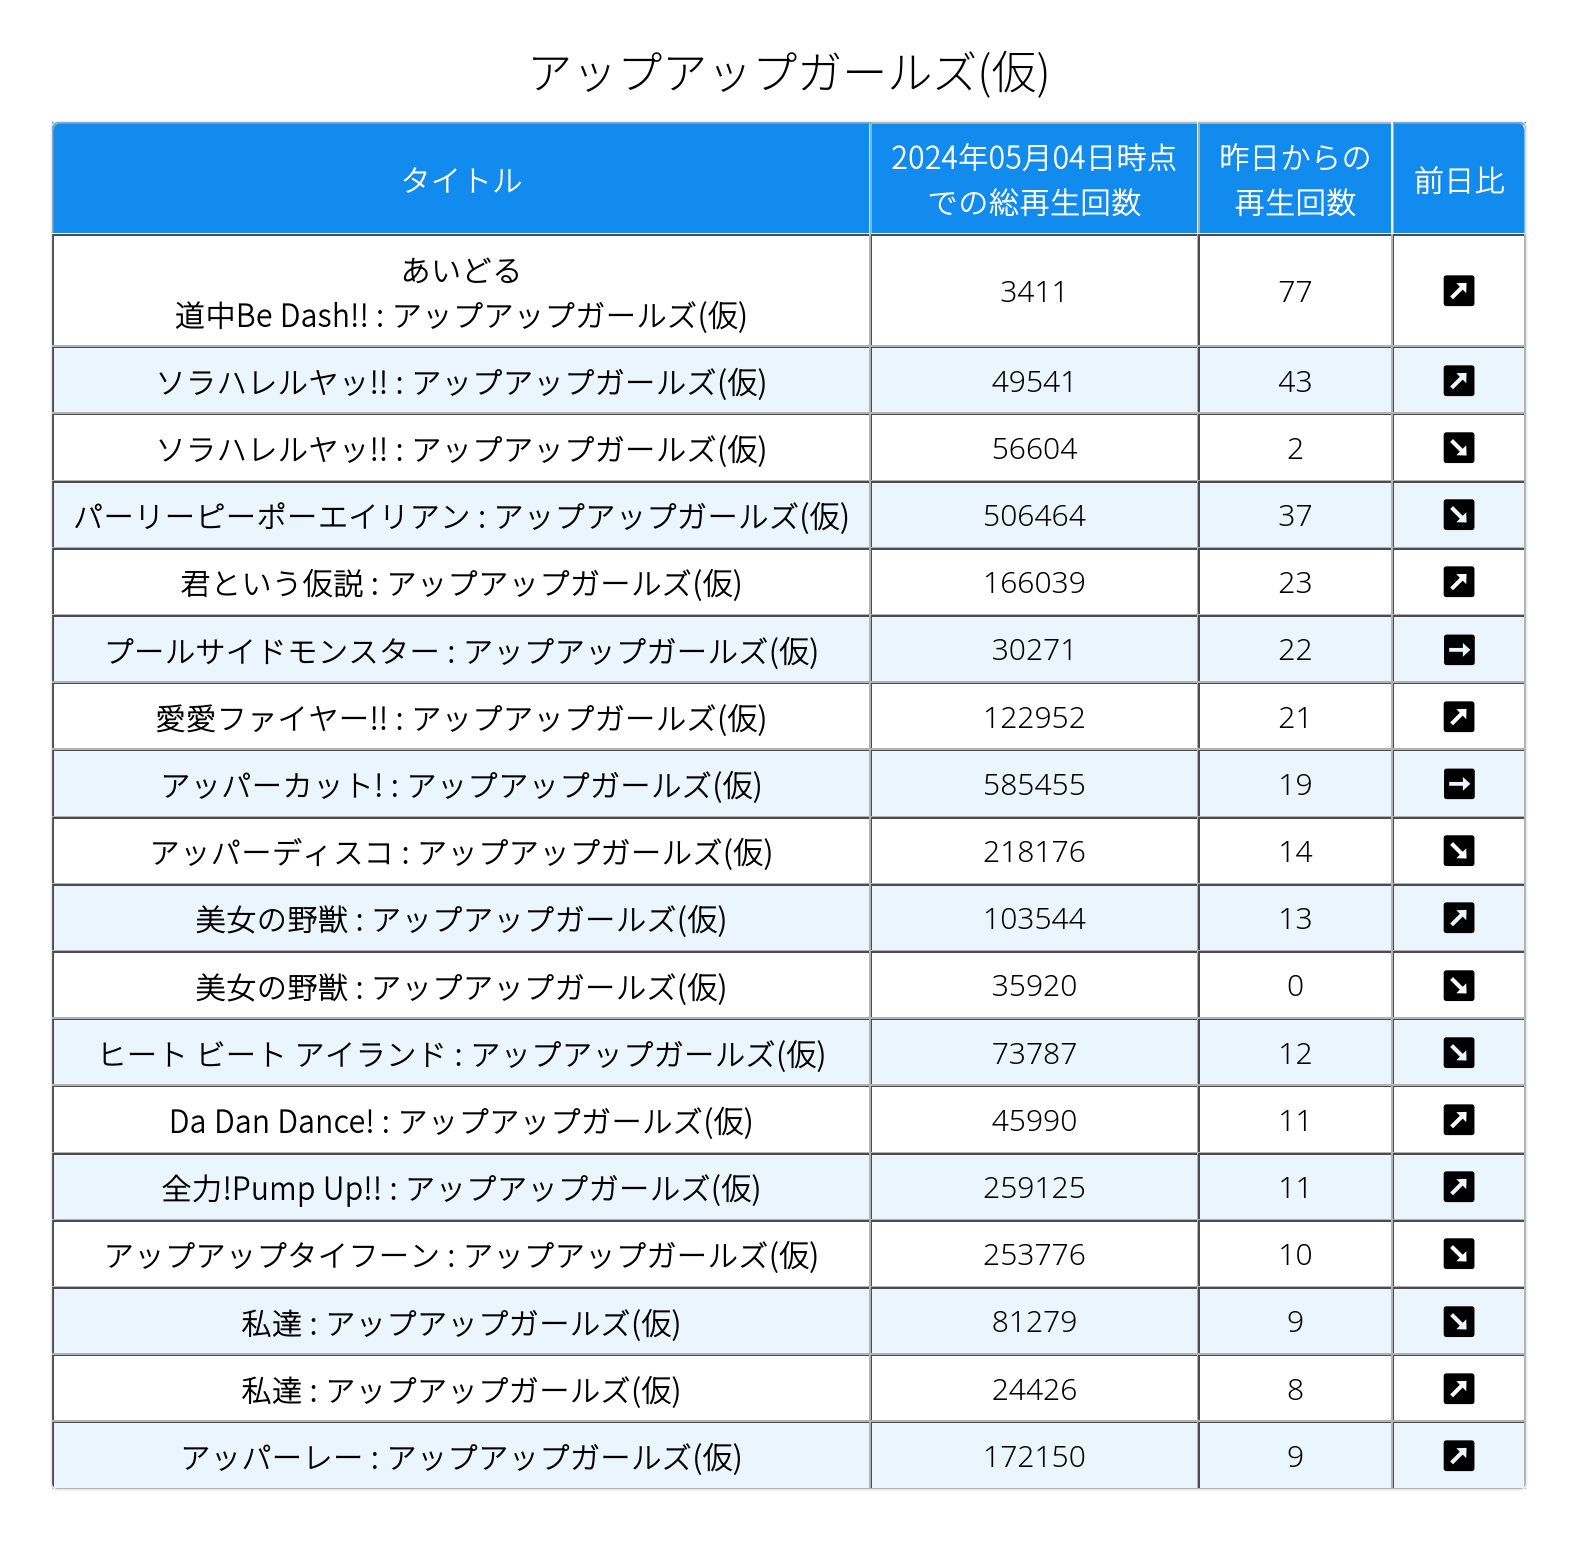 アップアップガールズ(仮)
タイトル 2024年05月04日時点 昨日からの 前日比
での総再生回数 再生回数
あいどる
道中Be Dash!! : アップアップガールズ(仮) 3411 77 ↗
ソラハレルヤッ!! : アップアップガールズ(仮) 49541 43 ↗
ソラハレルヤッ!! : アップアップガールズ(仮) 56604 2 ↘
パーリーピーポーエイリアン : アップアップガールズ(仮) 506464 37 ↘
君という仮説 : アップアップガールズ(仮) 166039 23 ↗
プールサイドモンスター : アップアップガールズ(仮) 30271 22 →
愛愛ファイヤー!! : アップアップガールズ(仮) 122952 21 ↗
アッパーカット! : アップアップガールズ(仮) 585455 19 →
アッパーディスコ : アップアップガールズ(仮) 218176 14 ↘
美女の野獣 : アップアップガールズ(仮) 103544 13 ↗
美女の野獣 : アップアップガールズ(仮) 35920 0 ↘
ヒート ビート アイランド : アップアップガールズ(仮) 73787 12 ↘
Da Dan Dance! : アップアップガールズ(仮) 45990 11 ↗
全力!Pump Up!! : アップアップガールズ(仮) 259125 11 ↗
アップアップタイフーン : アップアップガールズ(仮) 253776 10 ↘
私達 : アップアップガールズ(仮) 81279 9 ↘
私達 : アップアップガールズ(仮) 24426 8 ↗
アッパーレー : アップアップガールズ(仮) 172150 9 ↗